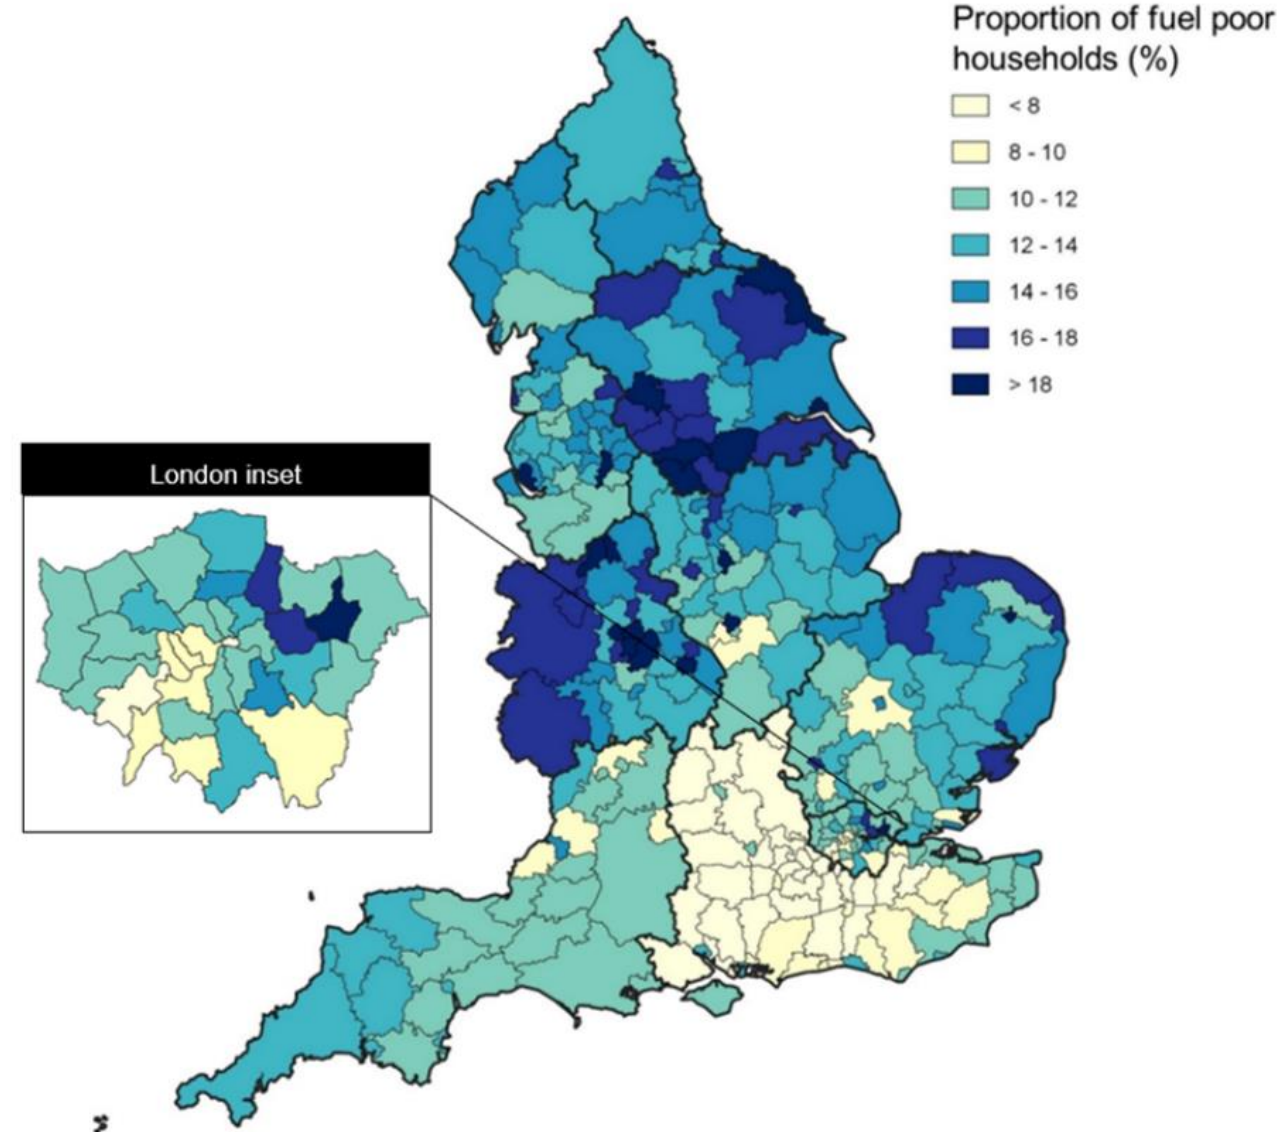 Proportion of fuel poor
households (%)
< 8
8 - 10
10 - 12
12 - 14
14 - 16
16 - 18
> 18
London inset